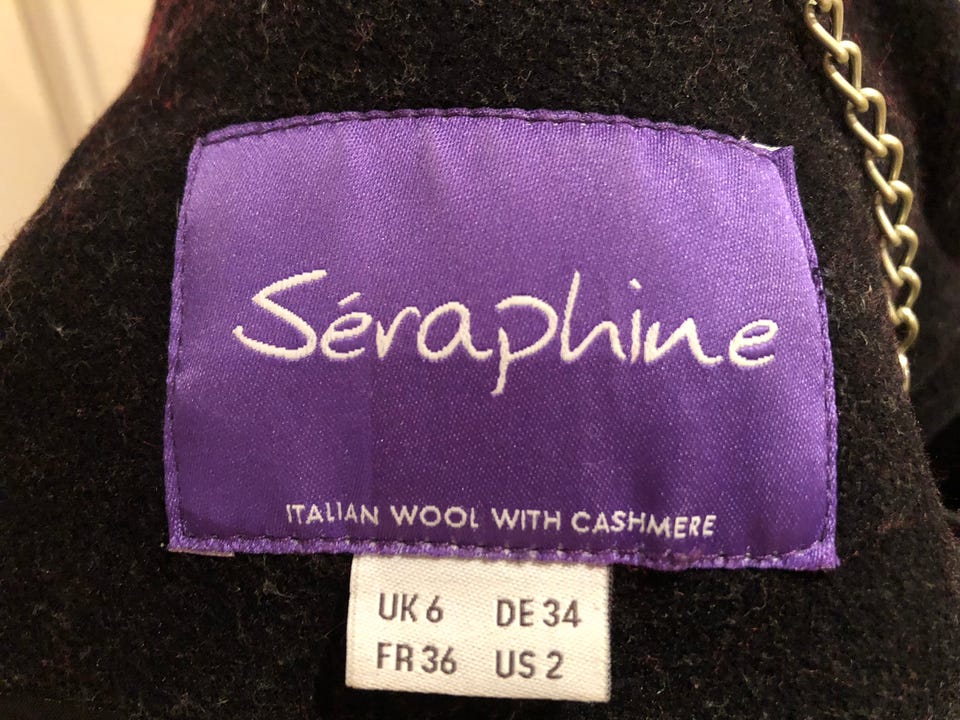 Séraphine
ITALIAN WOOL WITH CASHMERE
UK 6 DE 34
FR 36 US 2